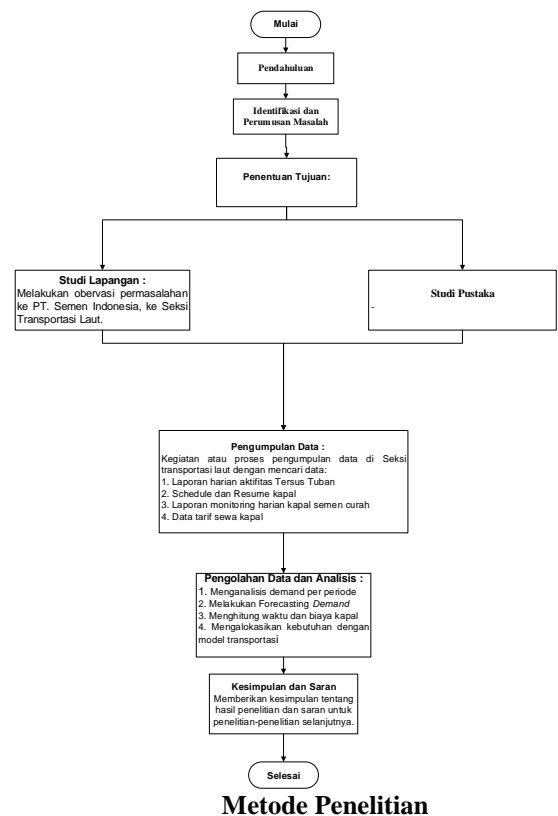 Mulai
Pendahuluan
Identifikasi dan
Perumusan Masalah
Penentuan Tujuan:
Studi Lapangan :
Melakukan obervasi permasalahan
ke PT. Semen Indonesia, ke Seksi
Transportasi Laut.
Studi Pustaka
-
Pengumpulan Data :
Kegiatan atau proses pengumpulan data di Seksi
transportasi laut dengan mencari data:
1. Laporan harian aktifitas Tersus Tuban
2. Schedule dan Resume kapal
3. Laporan monitoring harian kapal semen curah
4. Data tarif sewa kapal
Pengolahan Data dan Analisis :
1. Menganalisis demand per periode
2. Melakukan Forecasting Demand
3. Menghitung waktu dan biaya kapal
4. Mengalokasikan kebutuhan dengan
model transportasi
Kesimpulan dan Saran
Memberikan kesimpulan tentang
hasil penelitian dan saran untuk
penelitian-penelitian selanjutnya.
Selesai
Metode Penelitian